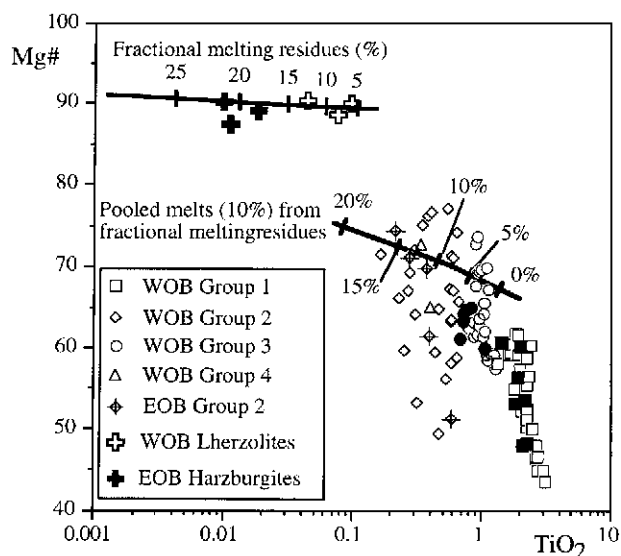 100
Mg#
Fractional melting residues (%)
25 20 15 10 5
90
80
20%
10%
Pooled melts (10%) from
fractional meltingresidues
5%
70
15%
0%
WOB Group 1
WOB Group 2
WOB Group 3
WOB Group 4
EOB Group 2
WOB Lherzolites
EOB Harzburgites
60
50
40
0.001 0.01 0.1 1 10
TiO2